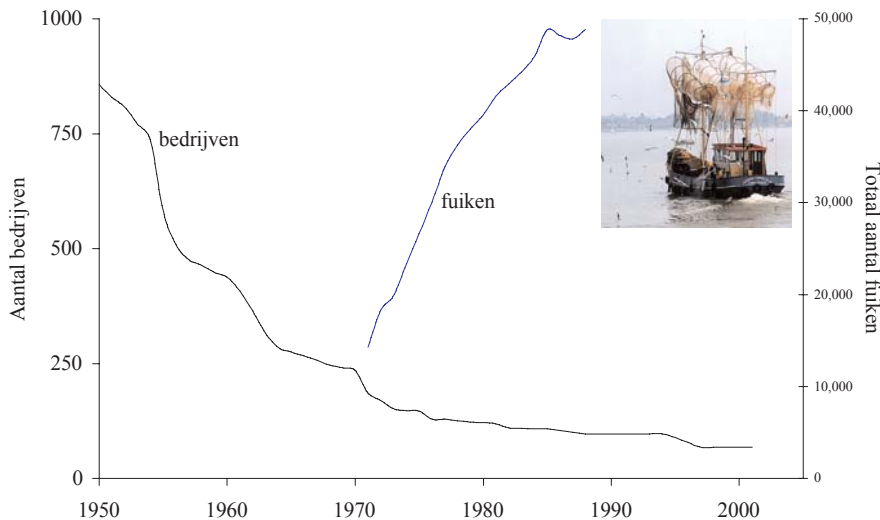 1000
750
500
250
0
Aantal bedrijven
bedrijven
fuiken
50,000
40,000
30,000
20,000
10,000
0
Totaal aantal fuiken
1950 1960 1970 1980 1990 2000